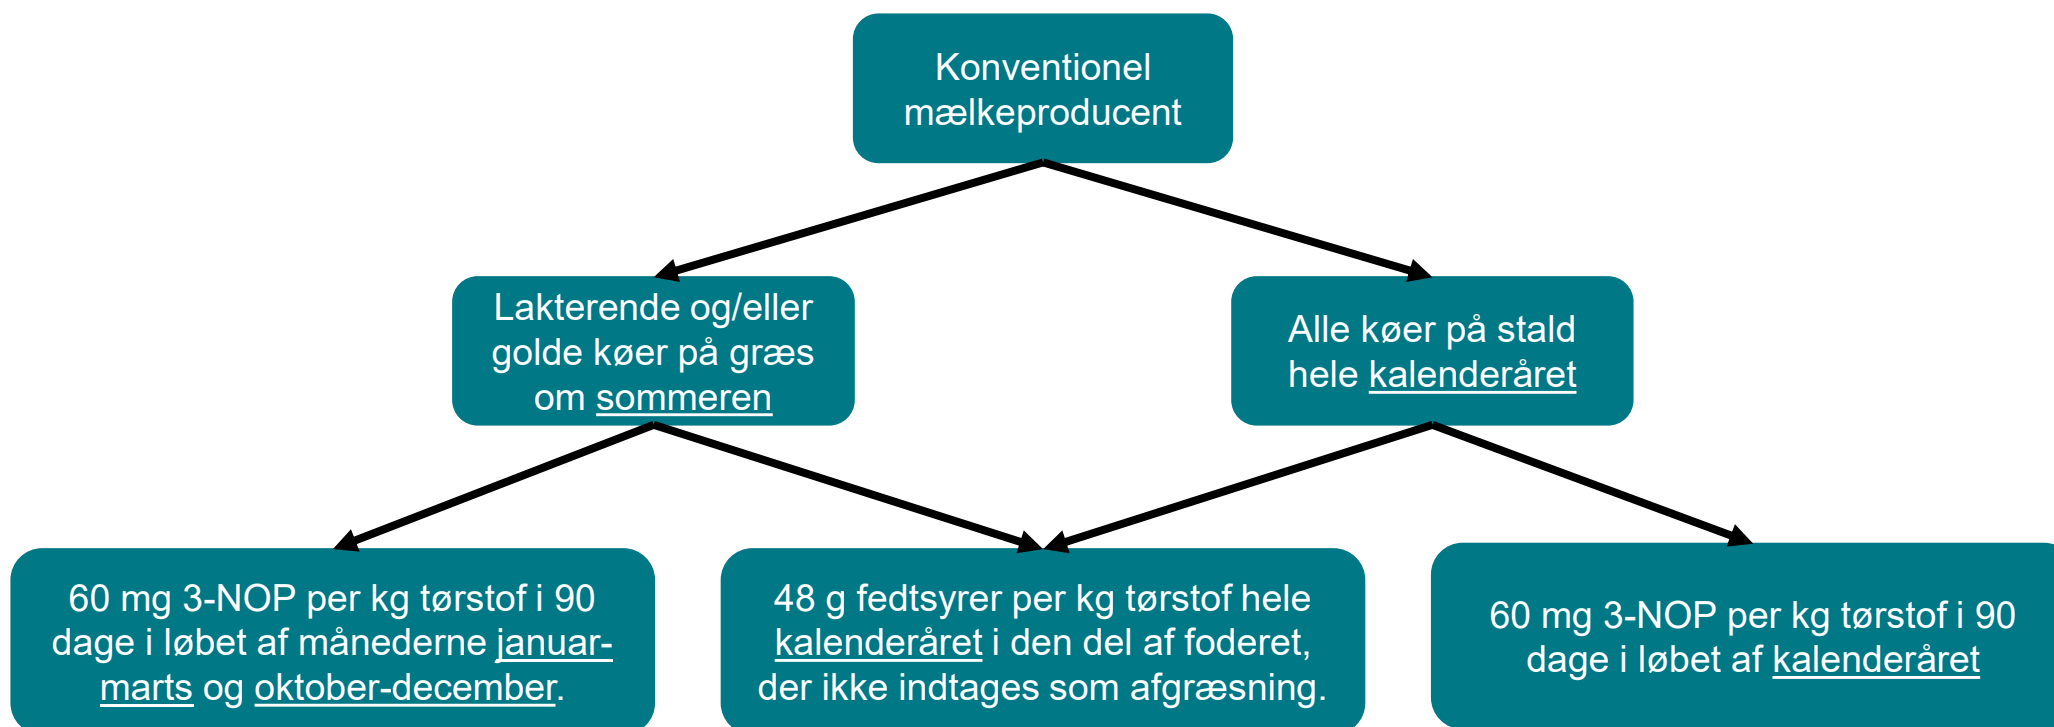 Konventionel
mælkeproducent
Lakterende og/eller
golde køer på græs
om sommeren
Alle køer på stald
hele kalenderåret
60 mg 3-NOP per kg tørstof i 90
dage i løbet af månederne januar-
marts og oktober-december.
48 g fedtsyrer per kg tørstof hele
kalenderåret i den del af foderet,
der ikke indtages som afgræsning.
60 mg 3-NOP per kg tørstof i 90
dage i løbet af kalenderåret